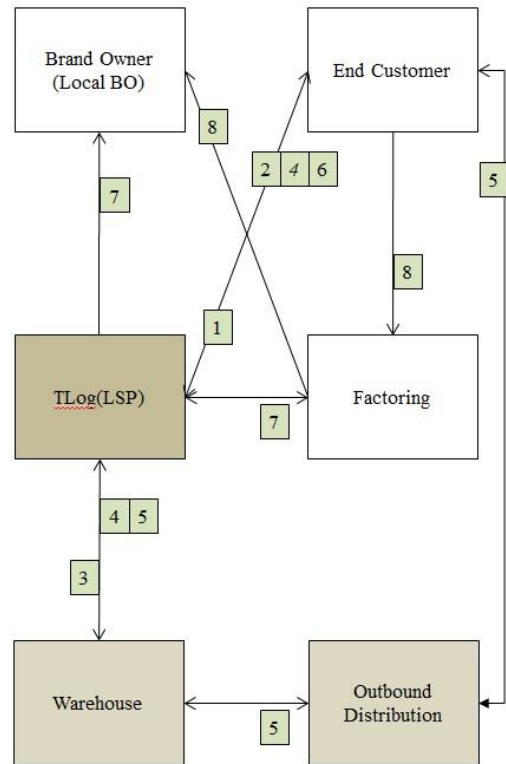 Brand Owner
(Local BO)
End Customer
8
2 4 6
5
7
8
1
TLog(LSP)
Factoring
7
4 5
3
Warehouse
Outbound
Distribution
5